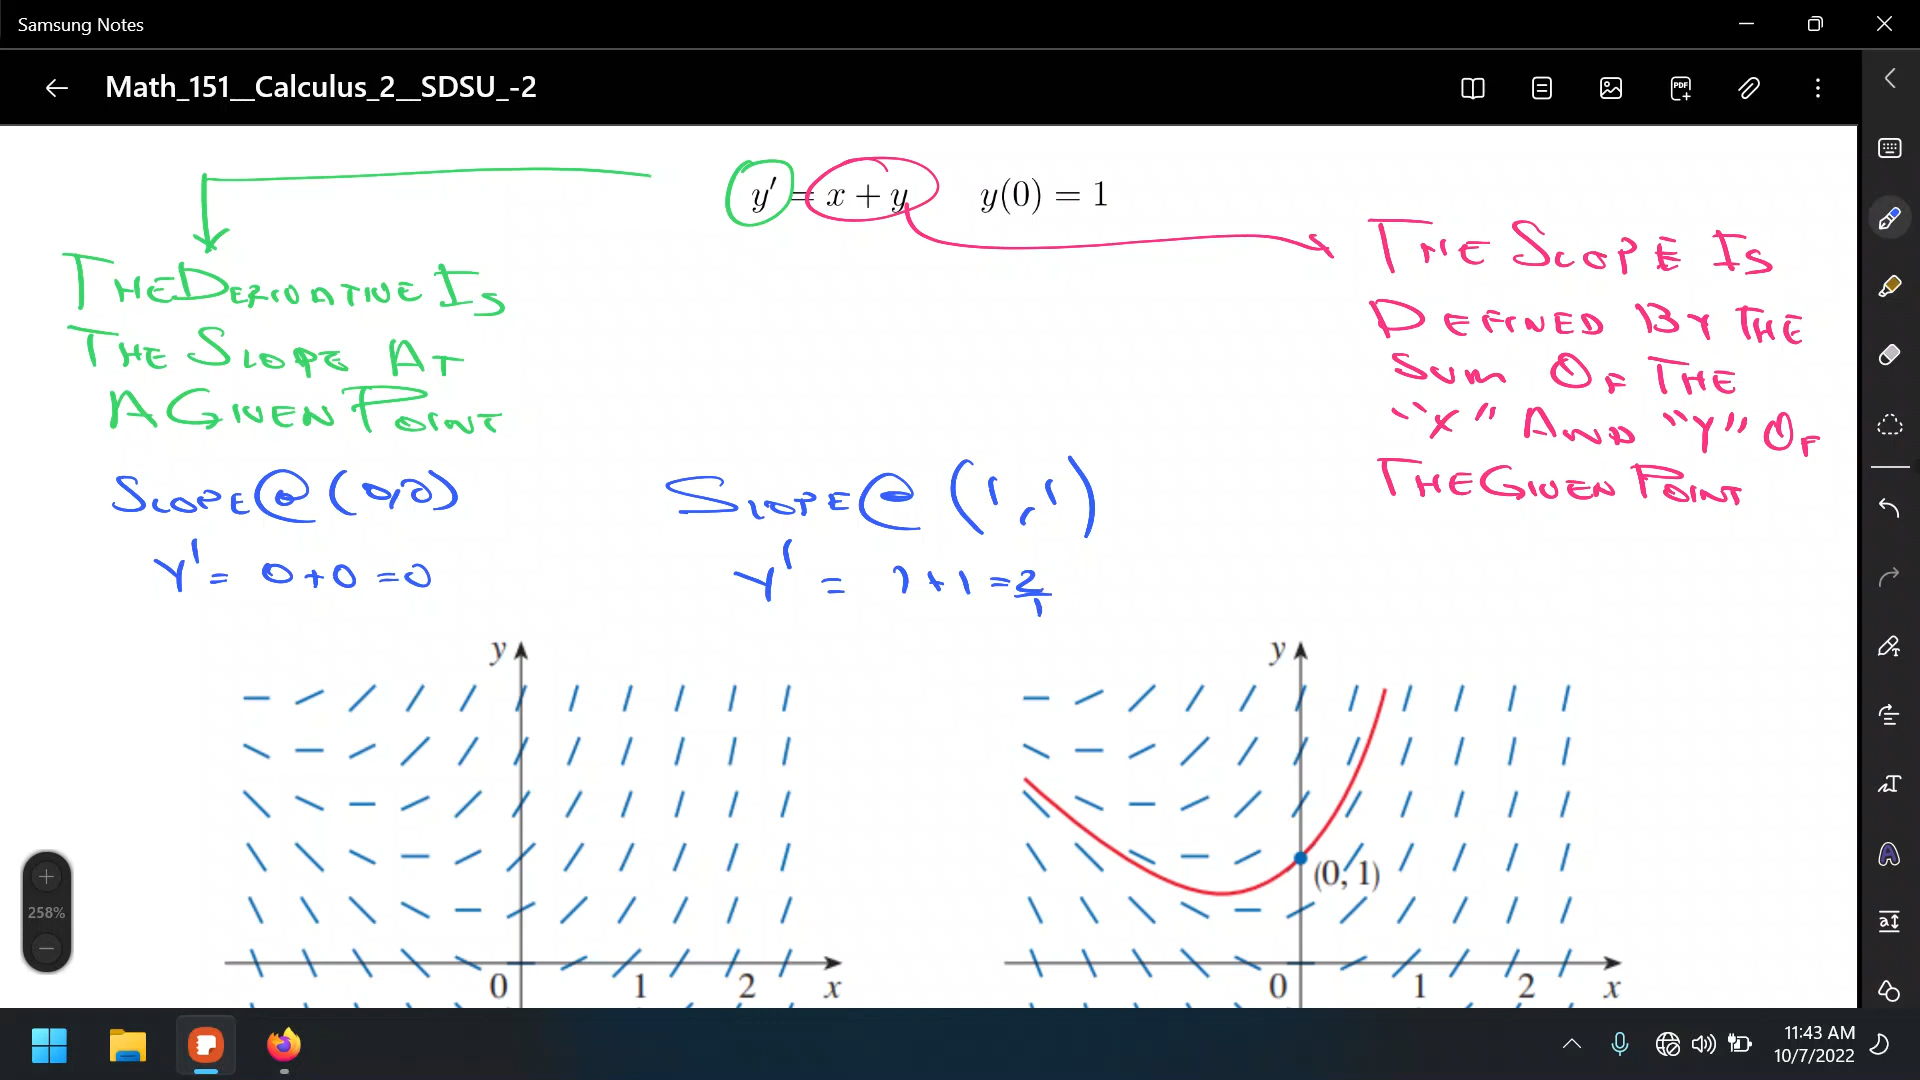 Samsung Notes
Math_151__Calculus_2__SDSU_-2
y′ = x + y    y(0) = 1
THE DERIVATIVE IS
THE SLOPE AT
A GIVEN POINT
THE SLOPE IS
DEFINED BY THE
SUM OF THE
"X" AND "Y" OF
THE GIVEN POINT
SLOPE @ (0,0)
Y' = 0+0 = 0
SLOPE @ (1,1)
Y' = 1+1 = 2/1
y
0 1 2 x
y
(0, 1)
0 1 2 x
258%
PDF
11:43 AM
10/7/2022